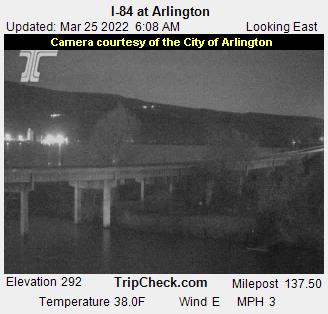 I-84 at Arlington
Updated: Mar 25 2022 6:08 AM Looking East
Camera courtesy of the City of Arlington
Elevation 292 TripCheck.com Milepost 137.50
Temperature 38.0F Wind E MPH 3